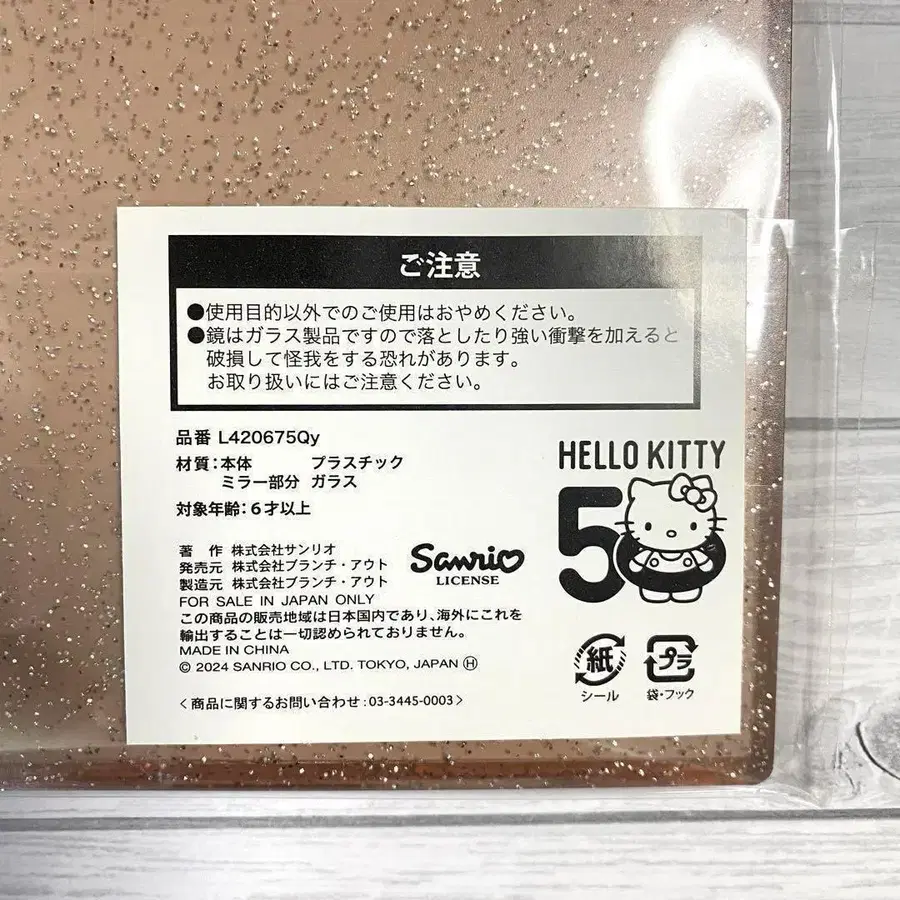 ご注意
●使用目的以外でのご使用はおやめください。
●鏡はガラス製品ですので落としたり強い衝撃を加えると
破損して怪我をする恐れがあります。
お取り扱いにはご注意ください。
品番 L420675Qy
材質：本体 プラスチック
ミラー部分 ガラス
対象年齢：6才以上
HELLO KITTY
50
著 作 株式会社サンリオ
発売元 株式会社ブランチ・アウト
製造元 株式会社ブランチ・アウト
Sanrio
LICENSE
FOR SALE IN JAPAN ONLY
この商品の販売地域は日本国内であり、海外にこれを
輸出することは一切認められておりません。
MADE IN CHINA
© 2024 SANRIO CO., LTD. TOKYO, JAPAN Ⓗ
紙
シール
プラ
袋・フック
〈商品に関するお問い合わせ：03-3445-0003〉